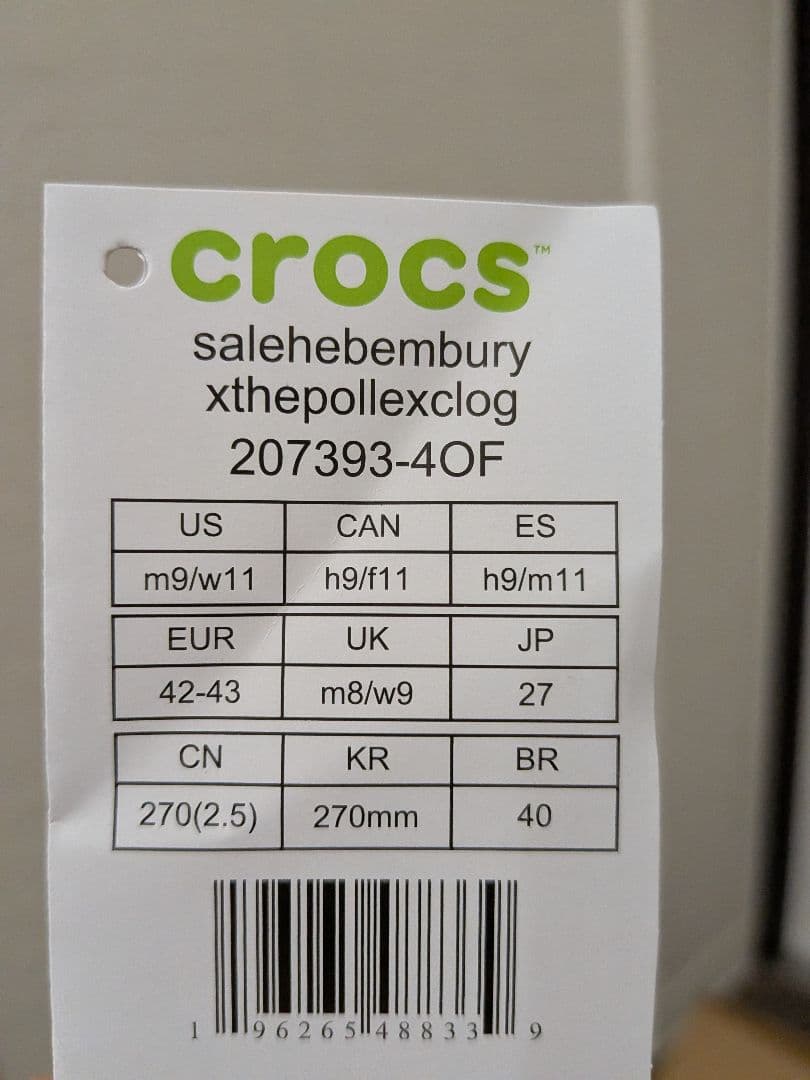 crocs™
salehebembury
xthepollexclog
207393-4OF
US CAN ES
m9/w11 h9/f11 h9/m11
EUR UK JP
42-43 m8/w9 27
CN KR BR
270(2.5) 270mm 40
1 96265 48833 9